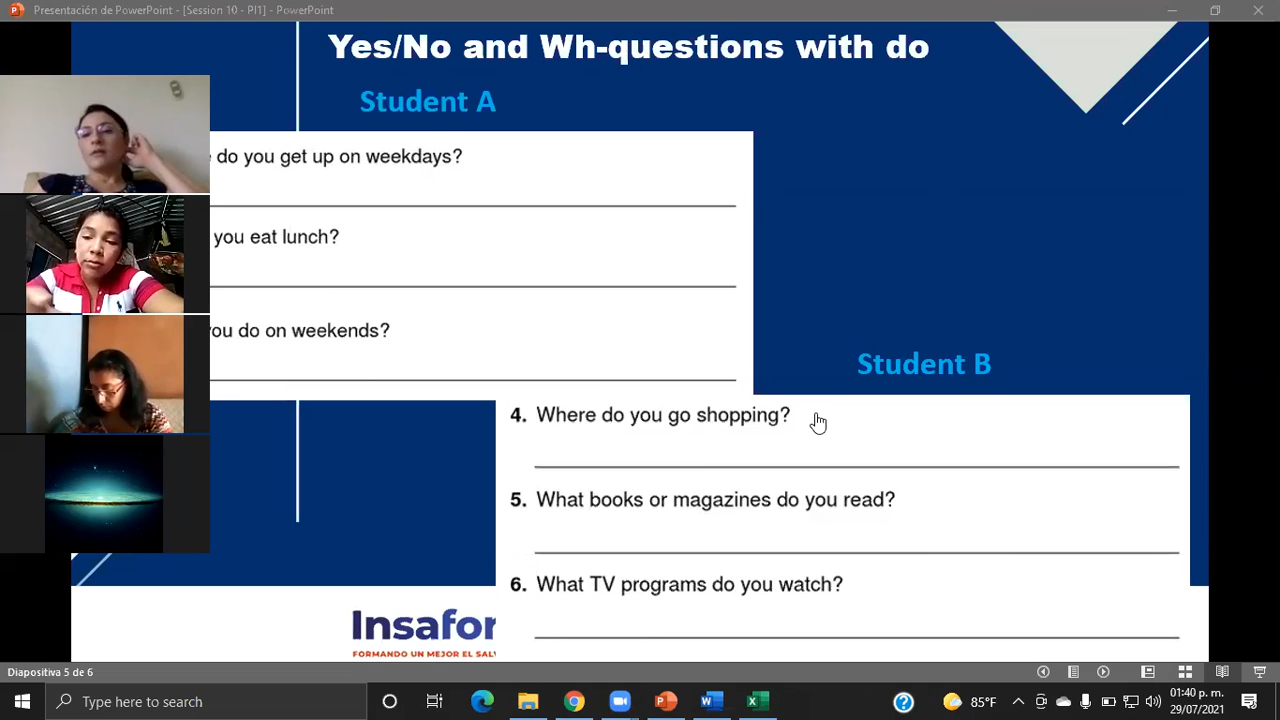 Presentación de PowerPoint - [Session 10 - PI1] - PowerPoint
Yes/No and Wh-questions with do
Student A
do you get up on weekdays?
you eat lunch?
you do on weekends?
Student B
4. Where do you go shopping?
5. What books or magazines do you read?
6. What TV programs do you watch?
Insafor
FORMANDO UN MEJOR EL
Diapositiva 5 de 6
Type here to search
85°F
01:40 p. m.
29/07/2021